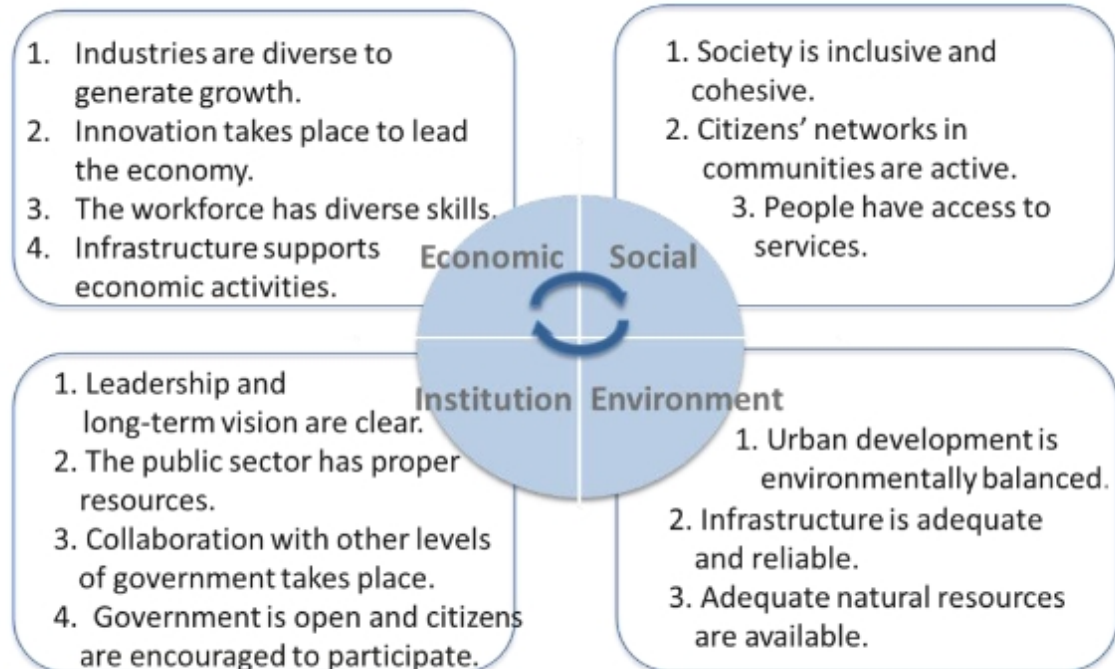 1. Industries are diverse to
generate growth.
2. Innovation takes place to lead
the economy.
3. The workforce has diverse skills.
4. Infrastructure supports
economic activities.
1. Society is inclusive and
cohesive.
2. Citizens’ networks in
communities are active.
3. People have access to
services.
Economic
Social
Institution
Environment
1. Leadership and
long-term vision are clear.
2. The public sector has proper
resources.
3. Collaboration with other levels
of government takes place.
4. Government is open and citizens
are encouraged to participate.
1. Urban development is
environmentally balanced.
2. Infrastructure is adequate
and reliable.
3. Adequate natural resources
are available.